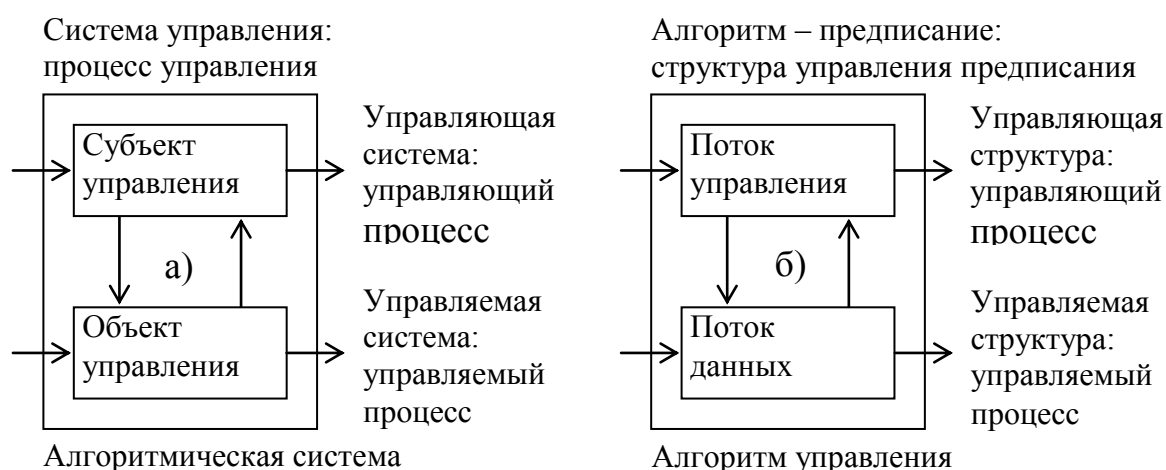 Система управления:
процесс управления
Субъект
управления
Управляющая
система:
управляющий
процесс
а)
Объект
управления
Управляемая
система:
управляемый
процесс
Алгоритмическая система
Алгоритм – предписание:
структура управления предписания
Поток
управления
Управляющая
структура:
управляющий
процесс
б)
Поток
данных
Управляемая
структура:
управляемый
процесс
Алгоритм управления